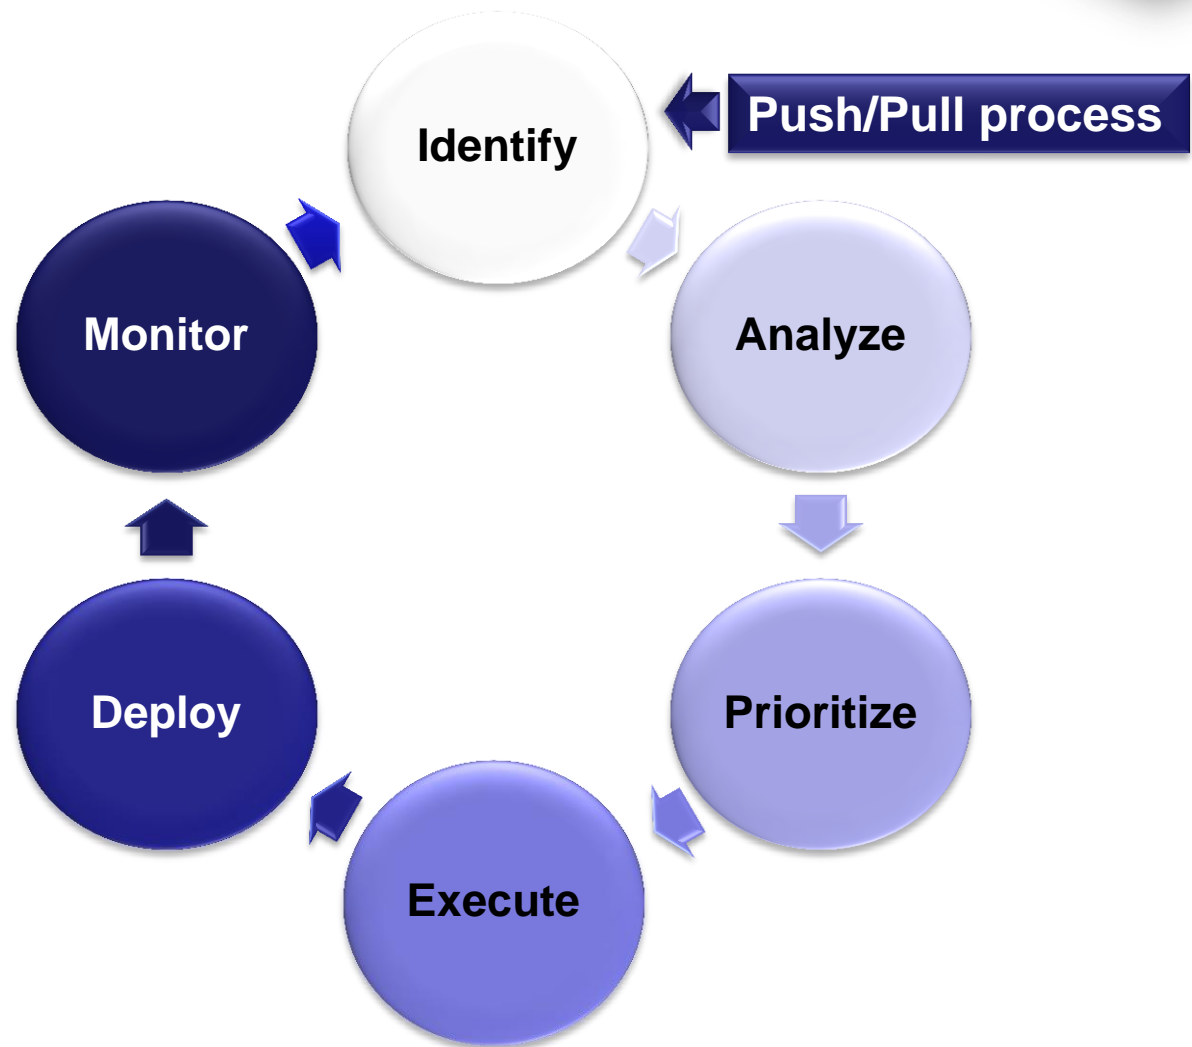 Identify
Push/Pull process
Analyze
Prioritize
Execute
Deploy
Monitor